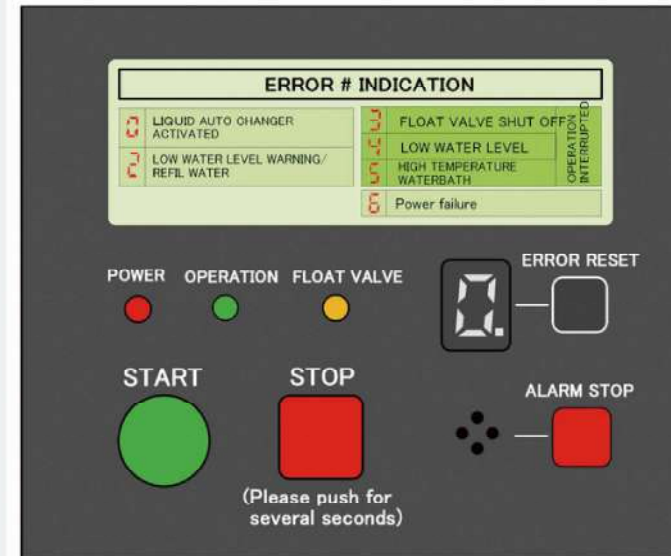 ERROR # INDICATION
0 LIQUID AUTO CHANGER
ACTIVATED
2 LOW WATER LEVEL WARNING/
REFIL WATER
3 FLOAT VALVE SHUT OFF
4 LOW WATER LEVEL
5 HIGH TEMPERATURE
WATERBATH
OPERATION
INTERRUPTED
6 Power failure
POWER OPERATION FLOAT VALVE
0. ERROR RESET
START STOP
ALARM STOP
(Please push for
several seconds)